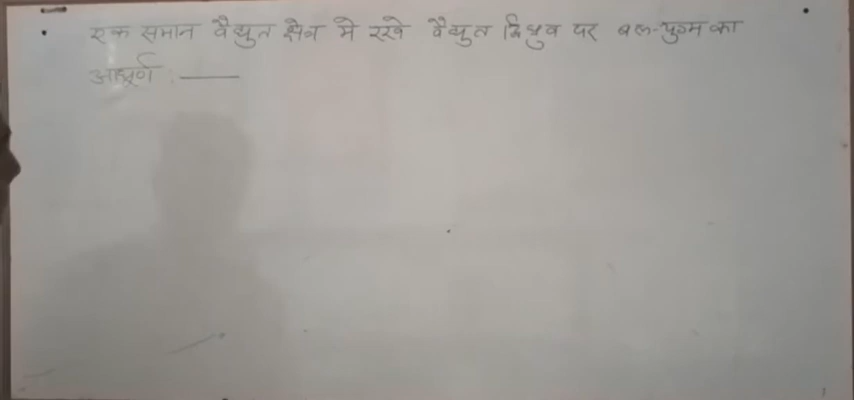 एक समान वैद्युत क्षेत्र मे रखे वैद्युत द्विध्रुव पर बल-युग्म का
आघूर्ण :—